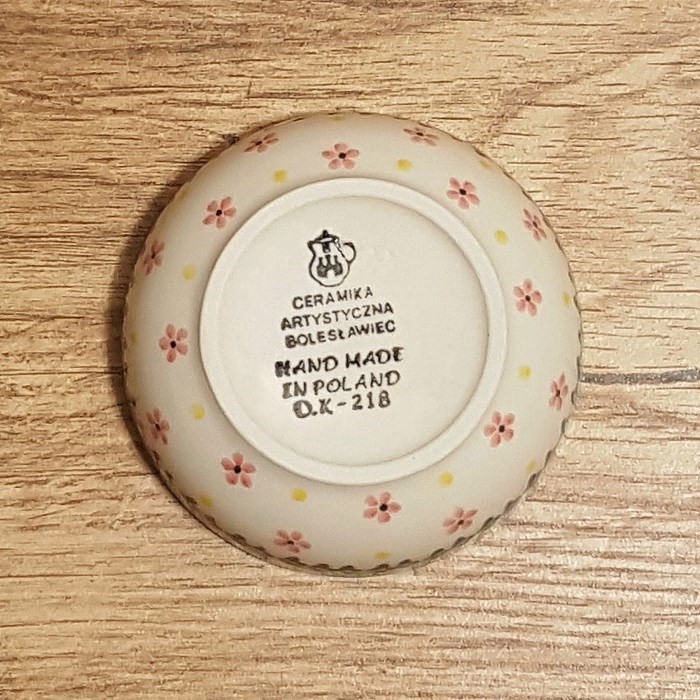 CERAMIKA
ARTYSTYCZNA
BOLESŁAWIEC
HAND MADE
IN POLAND
O.K-218